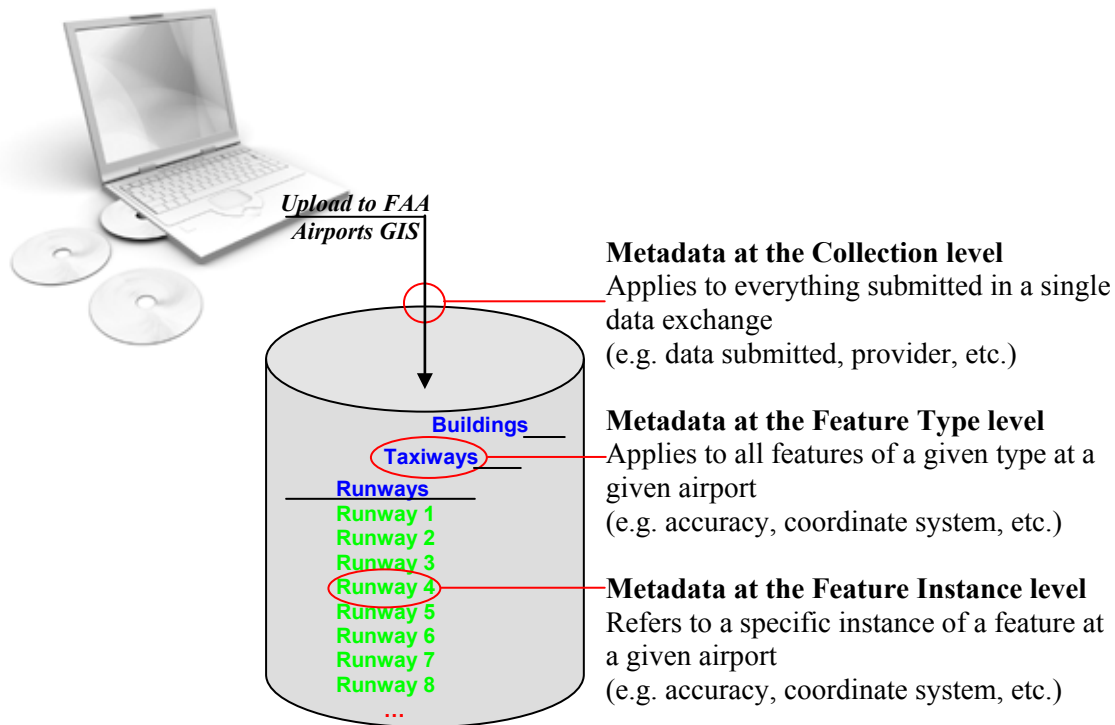 Upload to FAA
Airports GIS
Metadata at the Collection level
Applies to everything submitted in a single
data exchange
(e.g. data submitted, provider, etc.)
Buildings
Taxiways
Runways
Runway 1
Runway 2
Runway 3
Runway 4
Runway 5
Runway 6
Runway 7
Runway 8
...
Metadata at the Feature Type level
Applies to all features of a given type at a
given airport
(e.g. accuracy, coordinate system, etc.)
Metadata at the Feature Instance level
Refers to a specific instance of a feature at
a given airport
(e.g. accuracy, coordinate system, etc.)